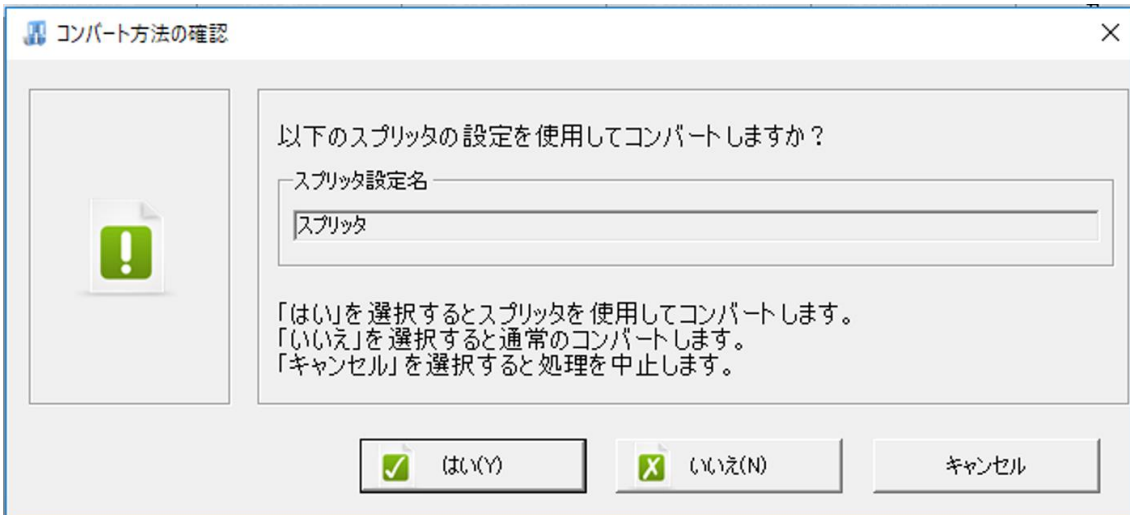 コンバート方法の確認
以下のスプリッタの設定を使用してコンバートしますか？
スプリッタ設定名
スプリッタ
「はい」を選択するとスプリッタを使用してコンバートします。
「いいえ」を選択すると通常のコンバートします。
「キャンセル」を選択すると処理を中止します。
はい(Y)
いいえ(N)
キャンセル